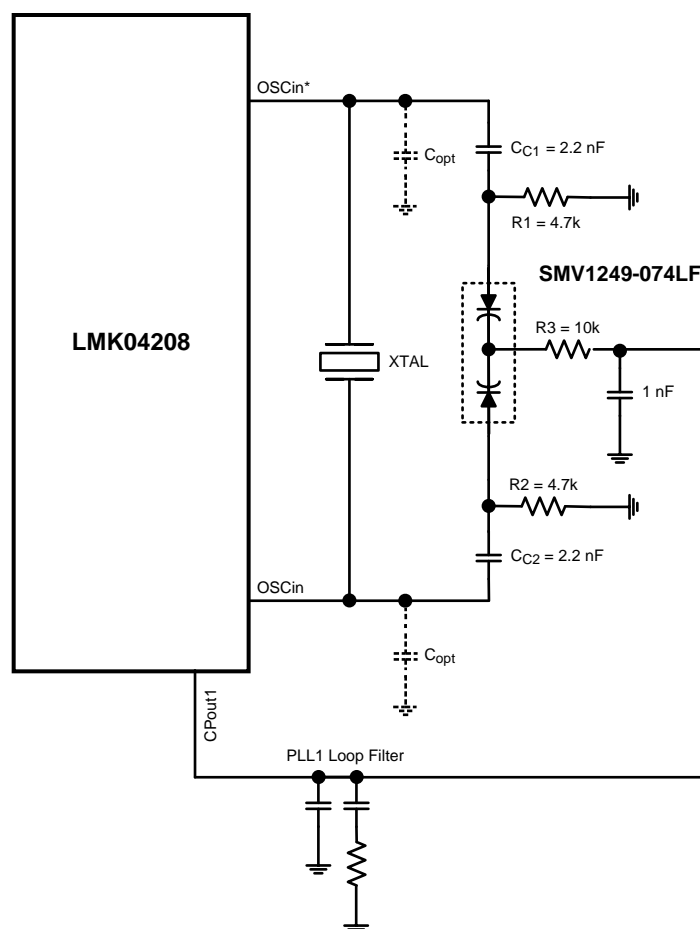 OSCin*
Copt
CC1 = 2.2 nF
R1 = 4.7k
SMV1249-074LF
LMK04208
XTAL
R3 = 10k
1 nF
R2 = 4.7k
CC2 = 2.2 nF
OSCin
Copt
CPout1
PLL1 Loop Filter